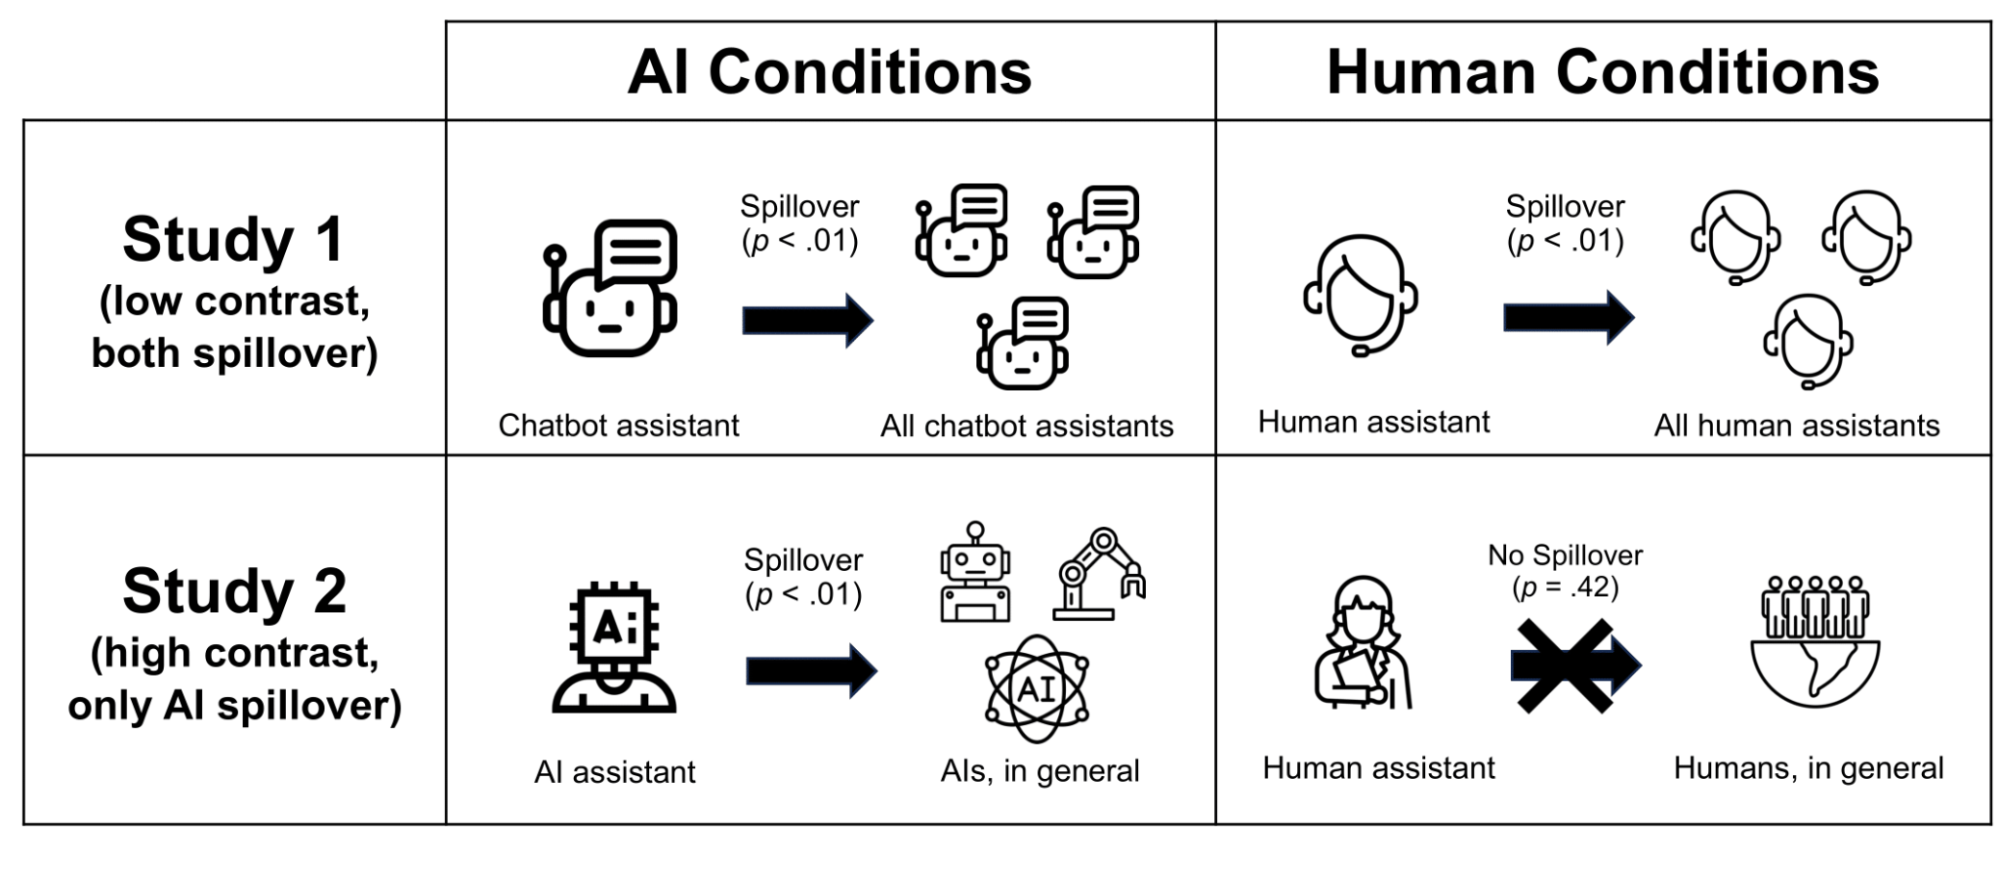 AI Conditions
Human Conditions
Study 1
(low contrast,
both spillover)
Spillover
(p < .01)
Chatbot assistant
All chatbot assistants
Spillover
(p < .01)
Human assistant
All human assistants
Study 2
(high contrast,
only AI spillover)
Ai
Spillover
(p < .01)
AI
AI assistant
AIs, in general
No Spillover
(p = .42)
Human assistant
Humans, in general